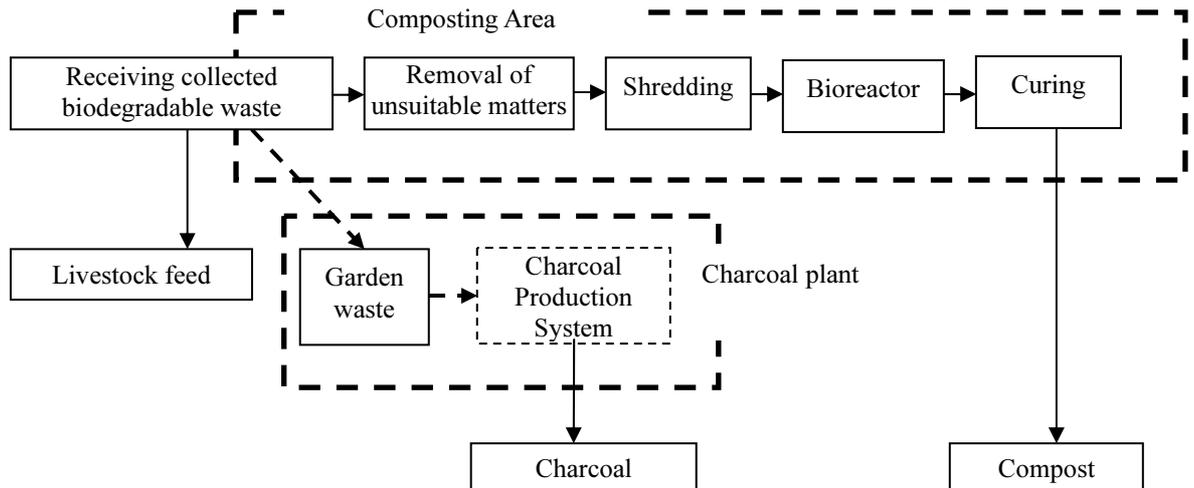 Composting Area
Receiving collected
biodegradable waste
Removal of
unsuitable matters
Shredding
Bioreactor
Curing
Livestock feed
Garden
waste
Charcoal
Production
System
Charcoal plant
Charcoal
Compost